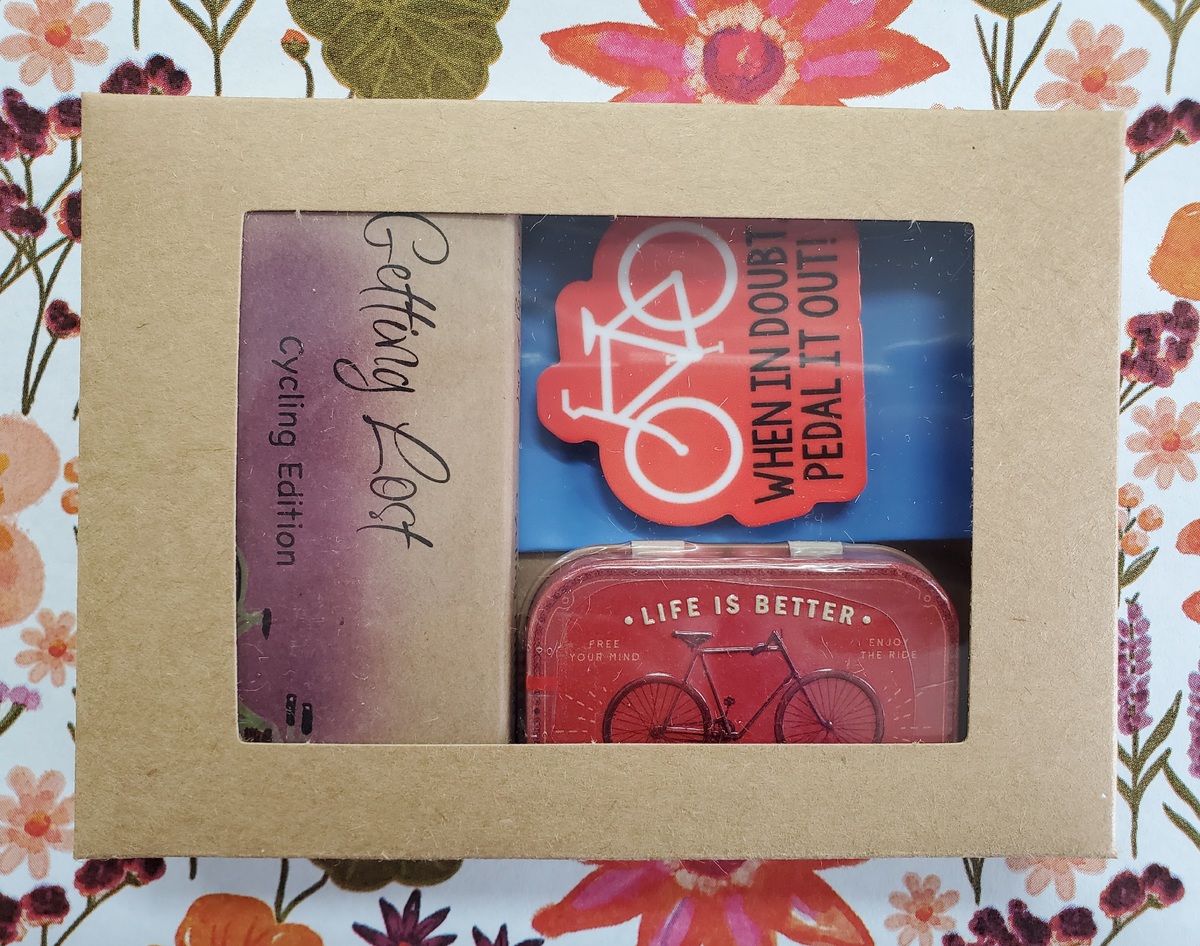 Getting Lost
Cycling Edition
WHEN IN DOUBT
PEDAL IT OUT!
• LIFE IS BETTER •
FREE
YOUR MIND
ENJOY
THE RIDE